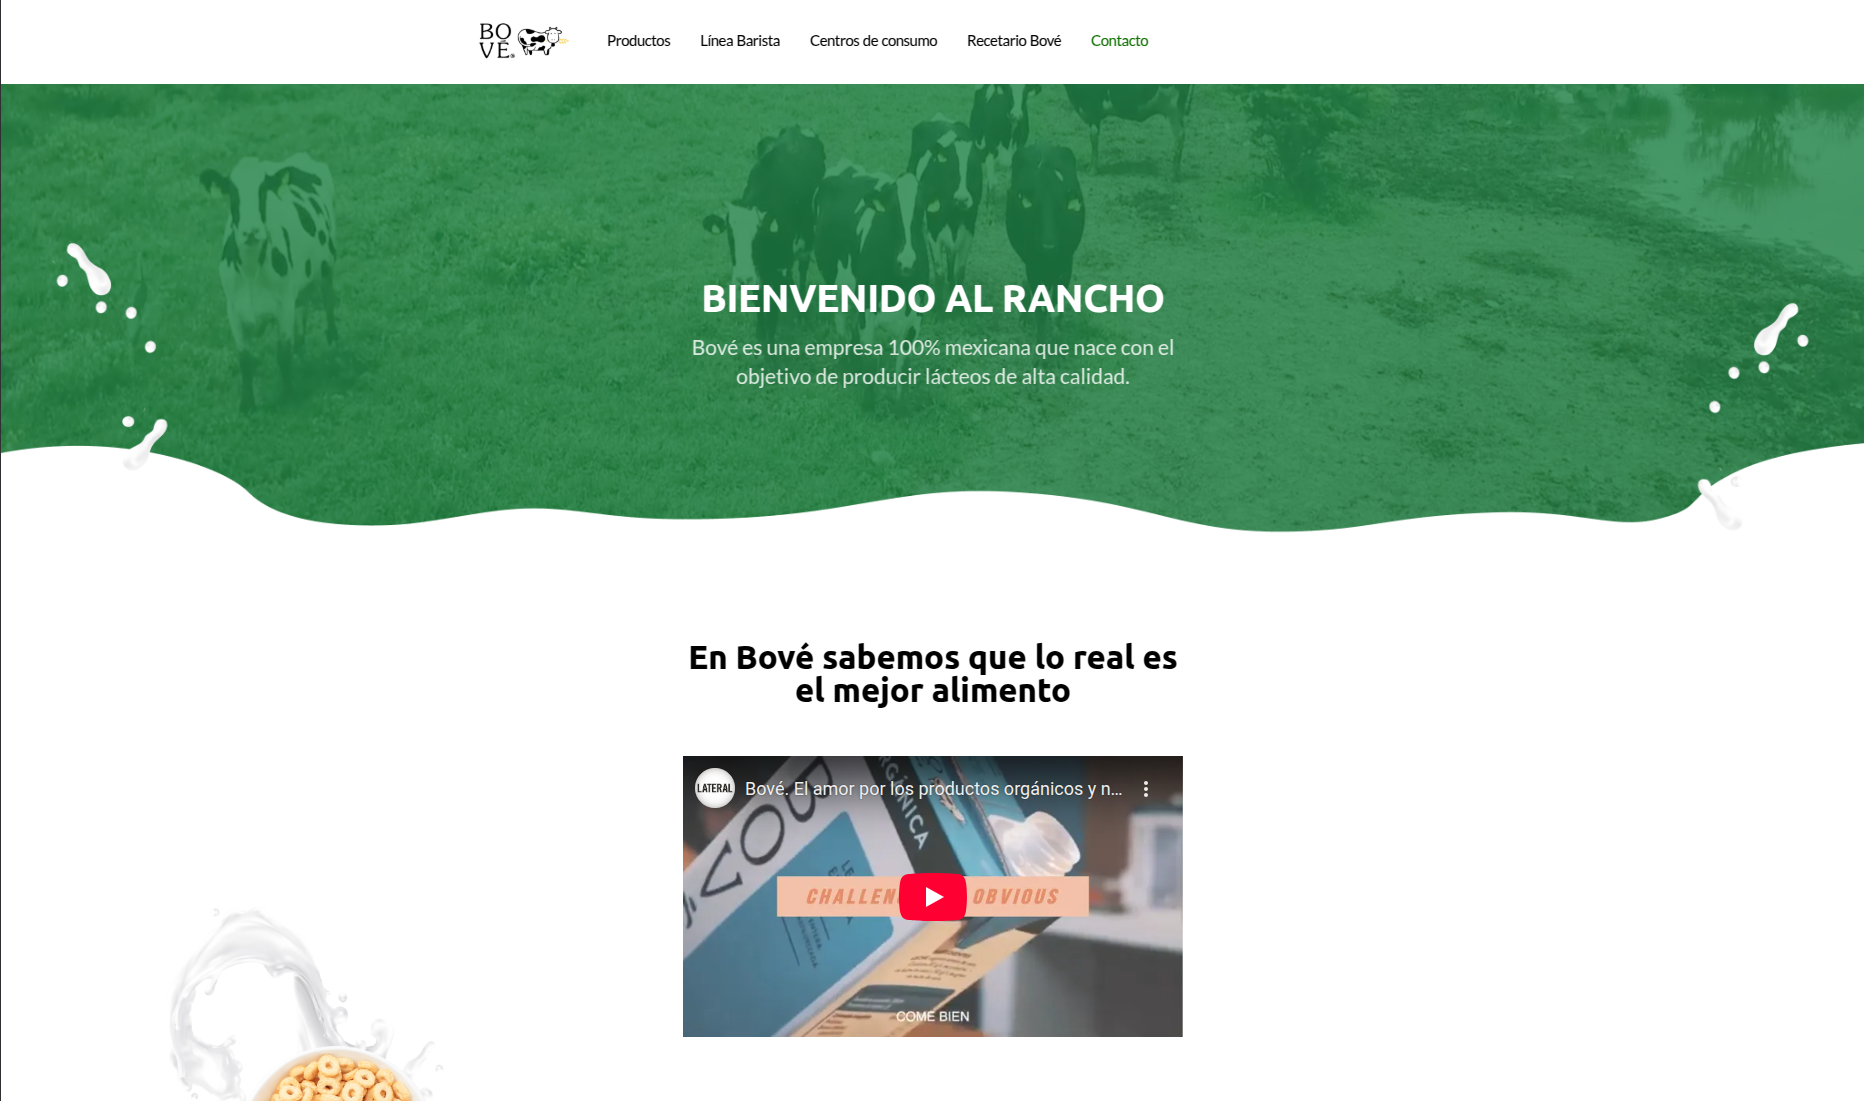 BO
VÉ®
Productos
Línea Barista
Centros de consumo
Recetario Bové
Contacto
BIENVENIDO AL RANCHO
Bové es una empresa 100% mexicana que nace con el
objetivo de producir lácteos de alta calidad.
En Bové sabemos que lo real es
el mejor alimento
LATERAL
Bové. El amor por los productos orgánicos y n...
BOVÉ
CHALLEN OBVIOUS
COME BIEN